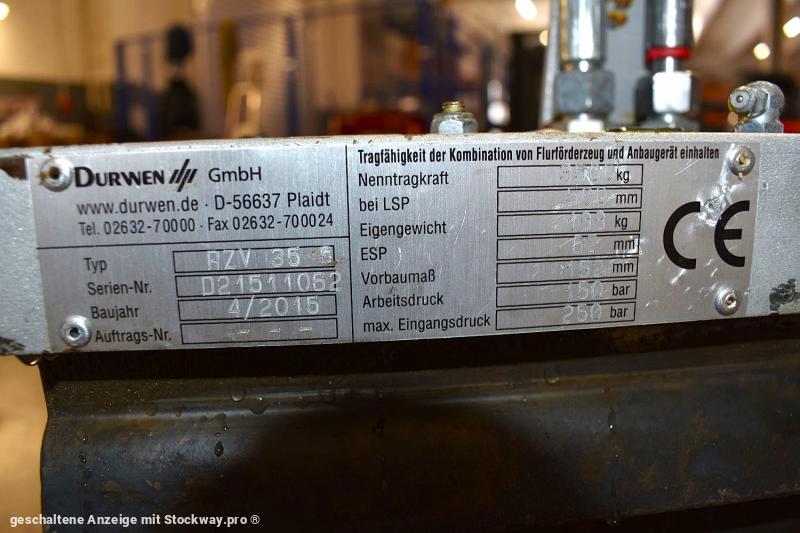 DURWEN GmbH
www.durwen.de · D-56637 Plaidt
Tel. 02632-70000 · Fax 02632-700024
Typ RZV 35 S
Serien-Nr. D21511062
Baujahr 4/2015
Auftrags-Nr. - - -
Tragfähigkeit der Kombination von Flurförderzeug und Anbaugerät einhalten
Nenntragkraft kg
bei LSP mm
Eigengewicht kg
ESP mm
Vorbaumaß mm
Arbeitsdruck 150 bar
max. Eingangsdruck 250 bar
CE
geschaltene Anzeige mit Stockway.pro ®